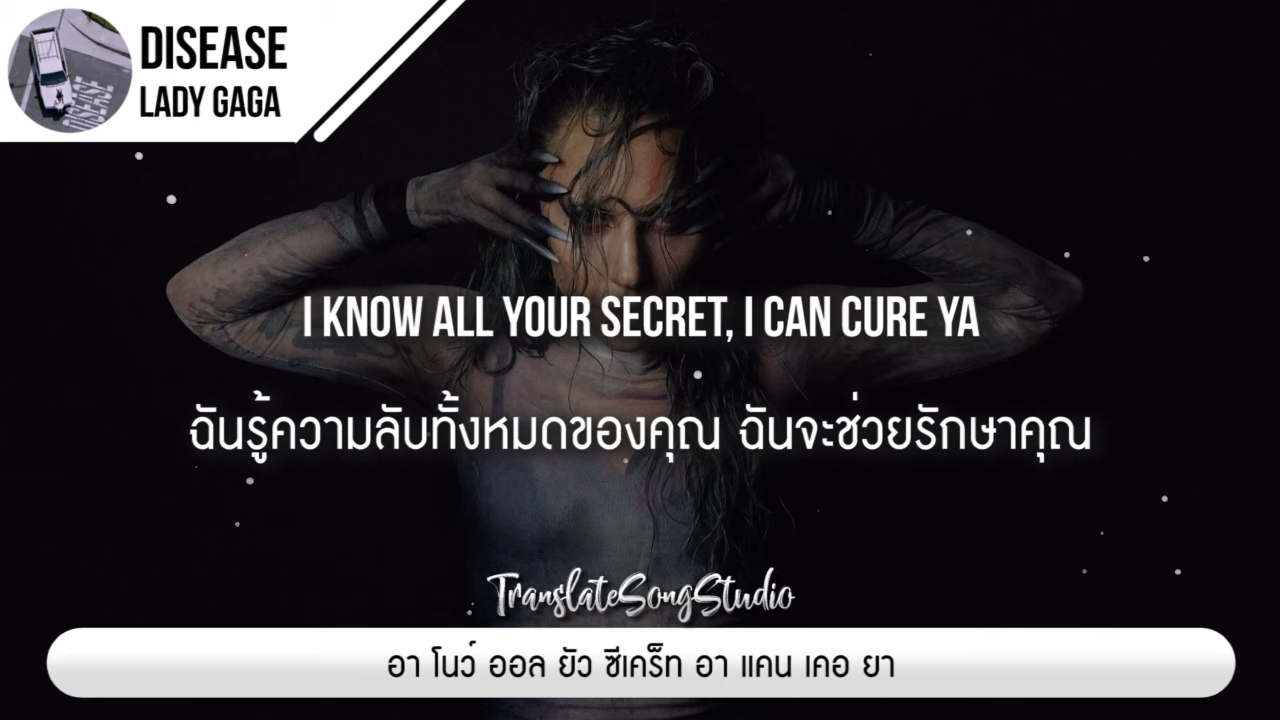 DISEASE
LADY GAGA
DISEASE
I KNOW ALL YOUR SECRET, I CAN CURE YA
ฉันรู้ความลับทั้งหมดของคุณ ฉันจะช่วยรักษาคุณ
TranslateSongStudio
อา โนว์ ออล ยัว ซีเคร็ท อา แคน เคอ ยา